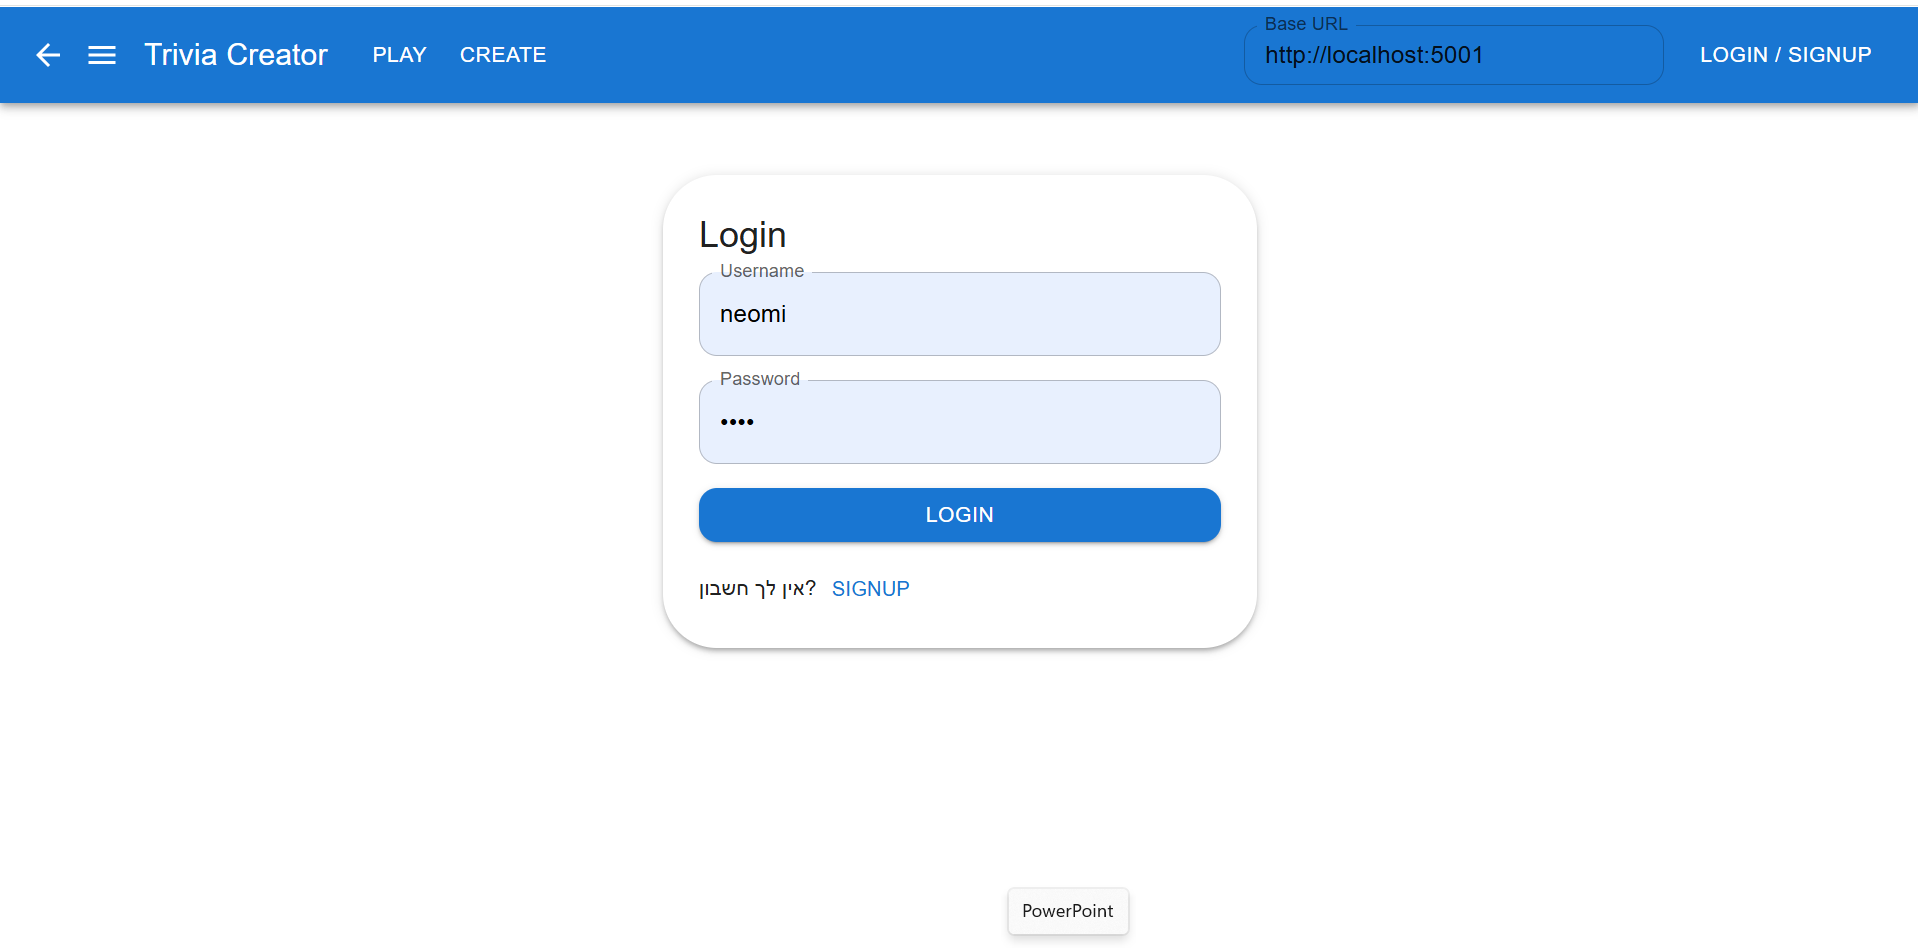 Trivia Creator PLAY CREATE
Base URL
http://localhost:5001
LOGIN / SIGNUP
Login
Username
neomi
Password
••••
LOGIN
אין לך חשבון? SIGNUP
PowerPoint